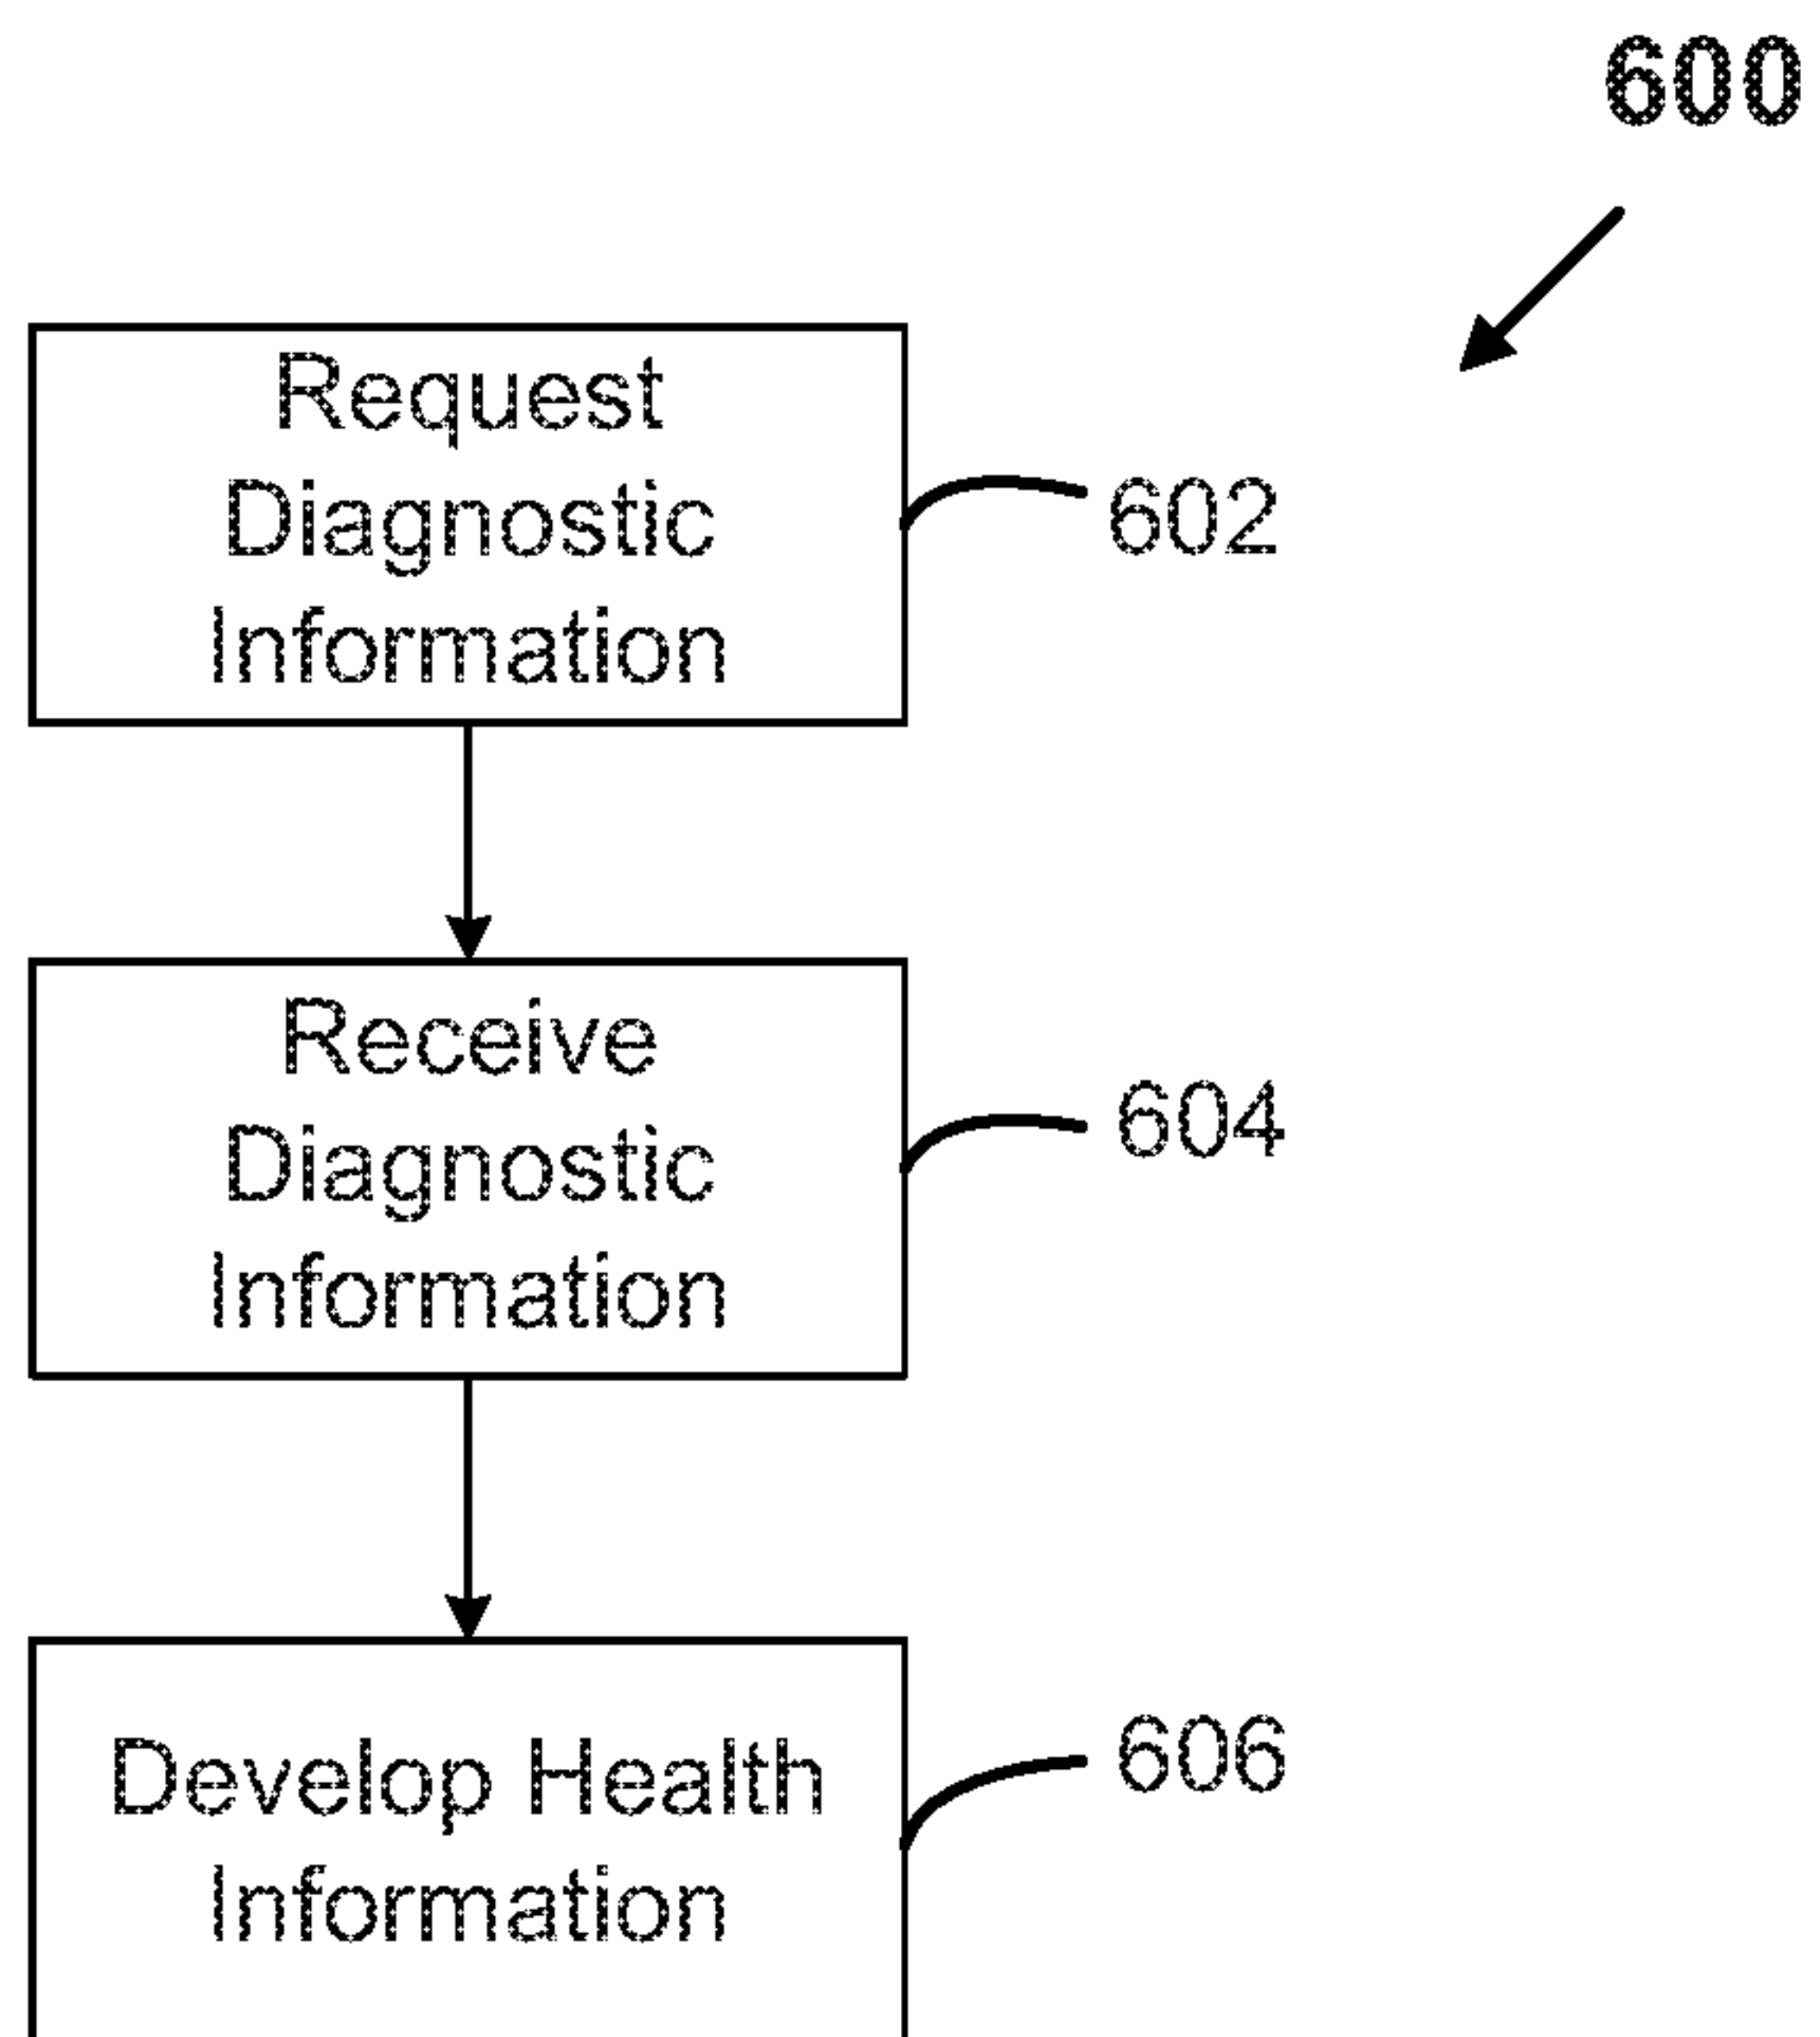 600
Request
Diagnostic
Information
602
Receive
Diagnostic
Information
604
Develop Health
Information
606